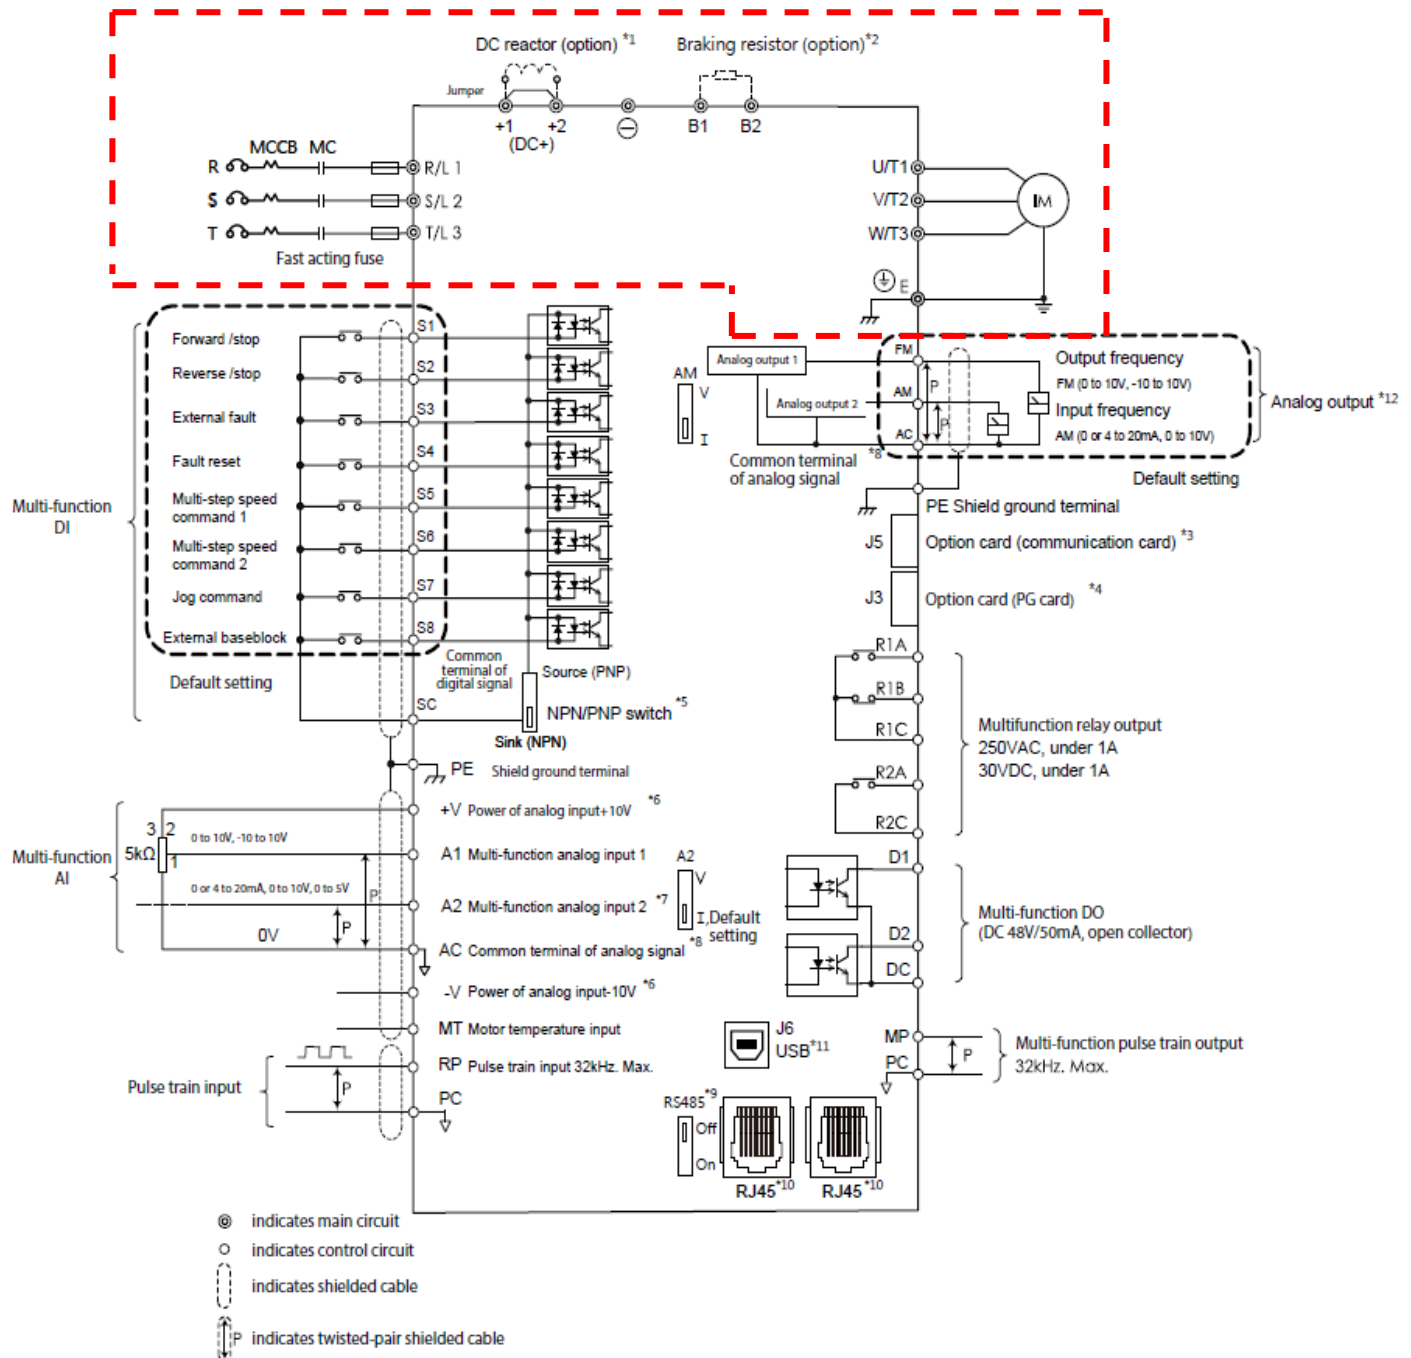 DC reactor (option) *1
Braking resistor (option)*2
Jumper
+1
+2
(DC+)
B1
B2
MCCB MC
R
R/L 1
S
S/L 2
T
T/L 3
Fast acting fuse
U/T1
V/T2
W/T3
IM
E
Multi-function
DI
Forward /stop
S1
Reverse /stop
S2
External fault
S3
Fault reset
S4
Multi-step speed
command 1
S5
Multi-step speed
command 2
S6
Jog command
S7
External baseblock
S8
Default setting
Common
terminal of
digital signal
Source (PNP)
SC
NPN/PNP switch *5
Sink (NPN)
PE
Shield ground terminal
Analog output 1
FM
AM
V
I
Analog output 2
AM
AC
*8
P
P
Common terminal
of analog signal
Output frequency
FM (0 to 10V, -10 to 10V)
Input frequency
AM (0 or 4 to 20mA, 0 to 10V)
Analog output *12
Default setting
PE Shield ground terminal
J5
Option card (communication card) *3
J3
Option card (PG card) *4
R1A
R1B
R1C
R2A
R2C
Multifunction relay output
250VAC, under 1A
30VDC, under 1A
Multi-function
AI
+V Power of analog input+10V *6
3 2
5kΩ
1
0 to 10V, -10 to 10V
A1 Multi-function analog input 1
0 or 4 to 20mA, 0 to 10V, 0 to 5V
P
A2 Multi-function analog input 2 *7
P
0V
AC Common terminal of analog signal *8
-V Power of analog input-10V *6
MT Motor temperature input
A2
V
I,Default
setting
D1
D2
DC
Multi-function DO
(DC 48V/50mA, open collector)
Pulse train input
RP Pulse train input 32kHz. Max.
P
PC
J6
USB*11
MP
PC
P
Multi-function pulse train output
32kHz. Max.
RS485*9
Off
On
RJ45*10
RJ45*10
indicates main circuit
indicates control circuit
indicates shielded cable
P indicates twisted-pair shielded cable